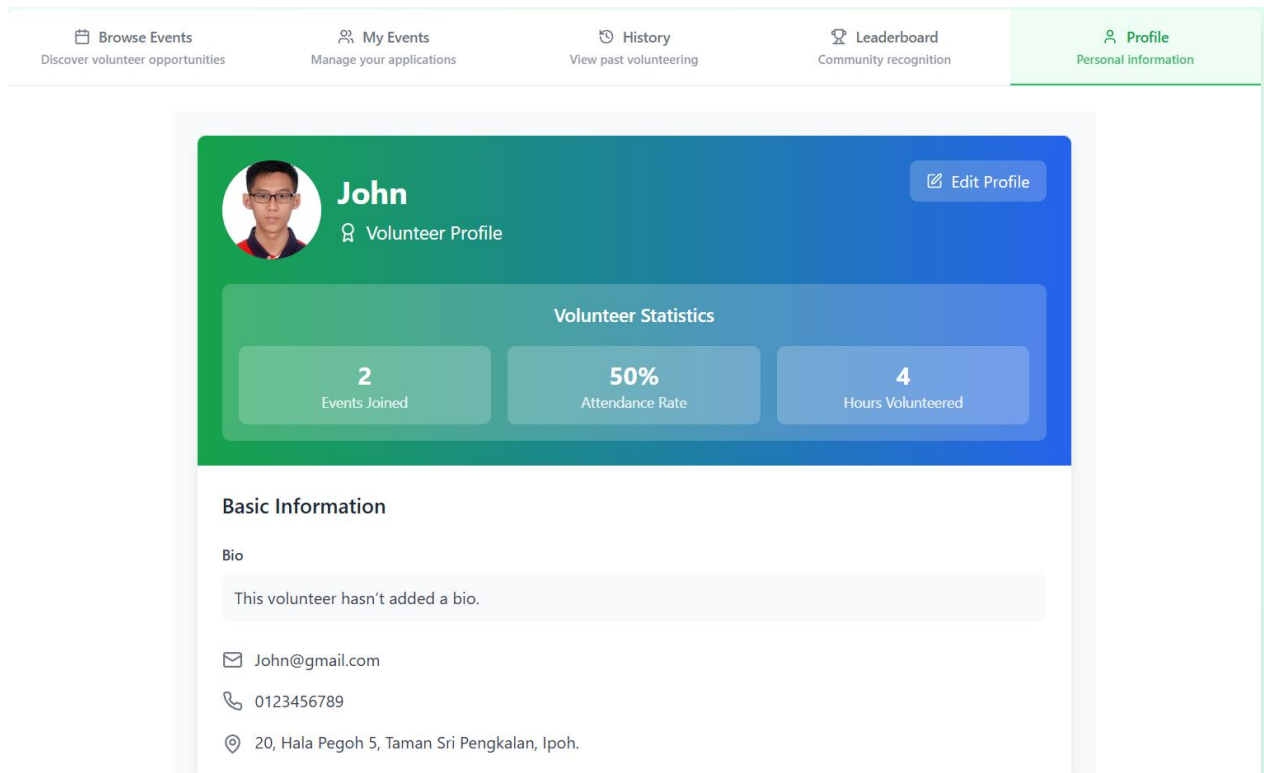 Browse Events
Discover volunteer opportunities
My Events
Manage your applications
History
View past volunteering
Leaderboard
Community recognition
Profile
Personal information
John
Volunteer Profile
Edit Profile
Volunteer Statistics
2
Events Joined
50%
Attendance Rate
4
Hours Volunteered
Basic Information
Bio
This volunteer hasn't added a bio.
John@gmail.com
0123456789
20, Hala Pegoh 5, Taman Sri Pengkalan, Ipoh.